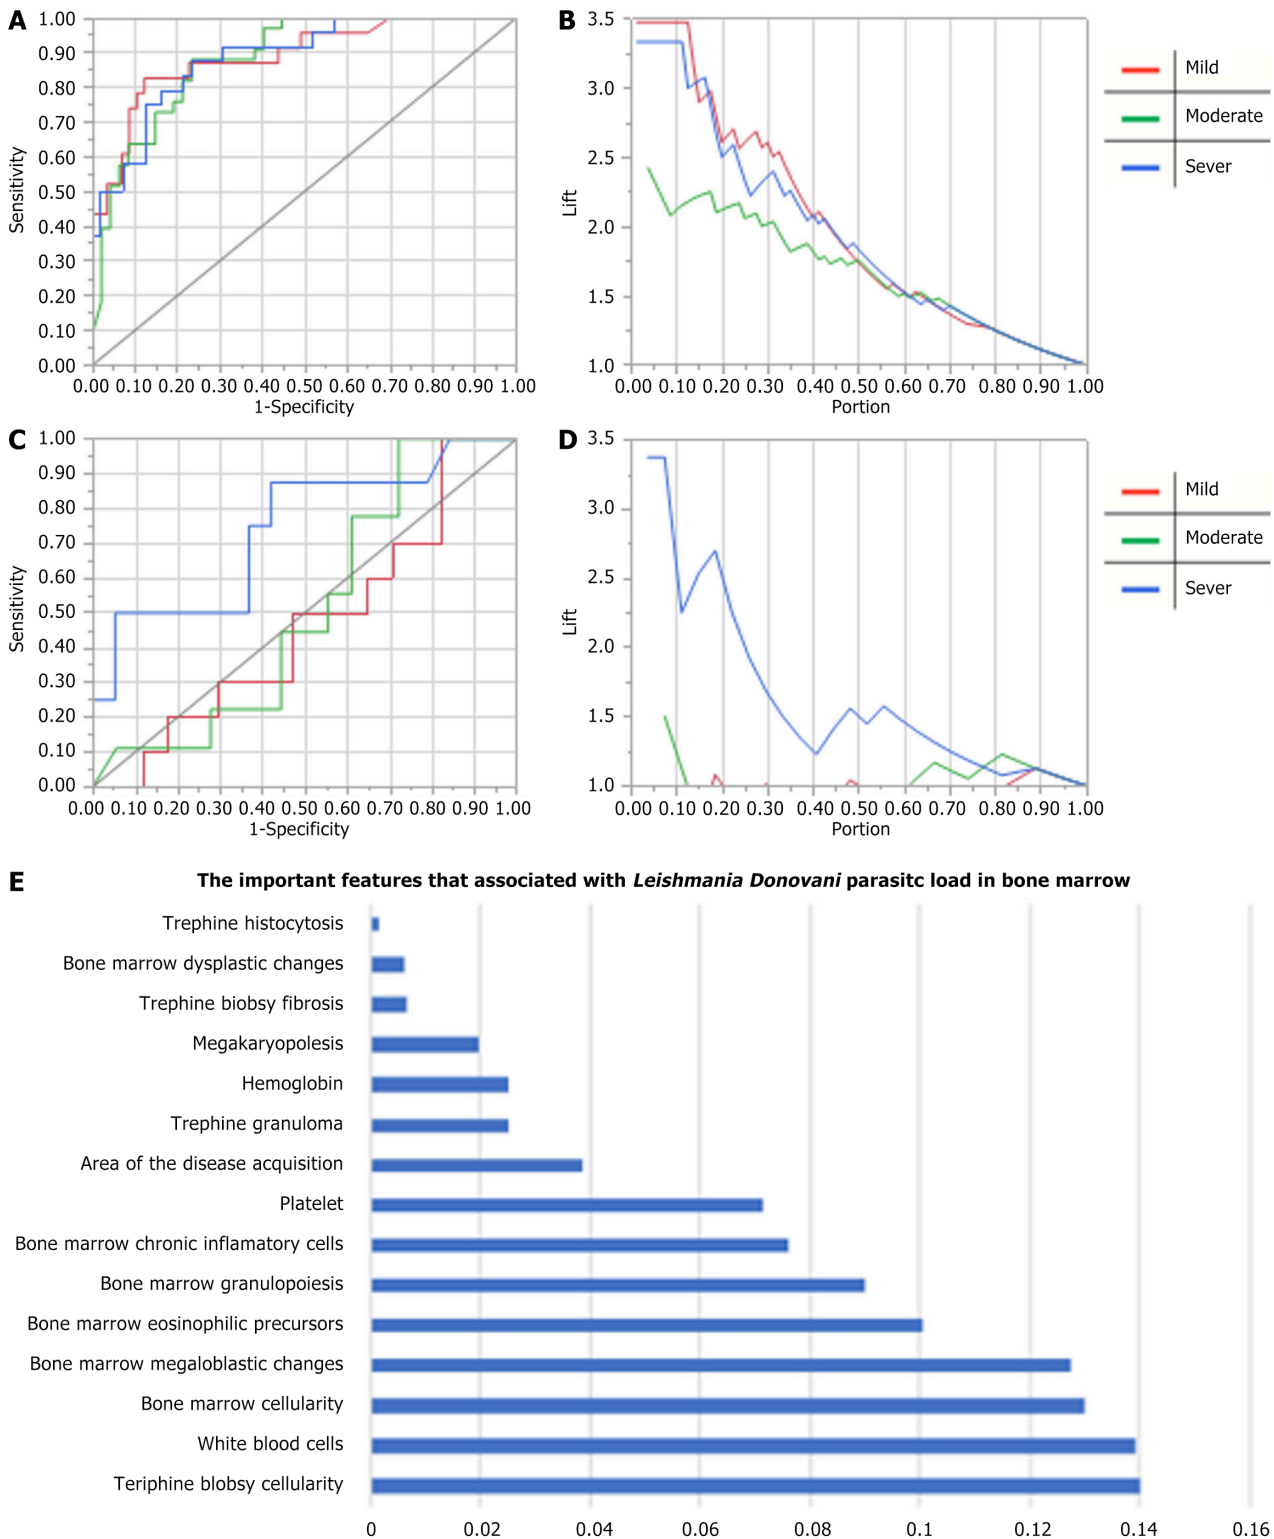 A
1.00
0.90
0.80
0.70
0.60
0.50
0.40
0.30
0.20
0.10
0.00
Sensitivity
0.00 0.10 0.20 0.30 0.40 0.50 0.60 0.70 0.80 0.90 1.00
1-Specificity
B
3.5
3.0
2.5
2.0
1.5
1.0
Lift
0.00 0.10 0.20 0.30 0.40 0.50 0.60 0.70 0.80 0.90 1.00
Portion
Mild
Moderate
Sever
C
1.00
0.90
0.80
0.70
0.60
0.50
0.40
0.30
0.20
0.10
0.00
Sensitivity
0.00 0.10 0.20 0.30 0.40 0.50 0.60 0.70 0.80 0.90 1.00
1-Specificity
D
3.5
3.0
2.5
2.0
1.5
1.0
Lift
0.00 0.10 0.20 0.30 0.40 0.50 0.60 0.70 0.80 0.90 1.00
Portion
Mild
Moderate
Sever
E
The important features that associated with Leishmania Donovani parasitc load in bone marrow
Trephine histocytosis
Bone marrow dysplastic changes
Trephine biobsy fibrosis
Megakaryopolesis
Hemoglobin
Trephine granuloma
Area of the disease acquisition
Platelet
Bone marrow chronic inflamatory cells
Bone marrow granulopoiesis
Bone marrow eosinophilic precursors
Bone marrow megaloblastic changes
Bone marrow cellularity
White blood cells
Teriphine blobsy cellularity
0 0.02 0.04 0.06 0.08 0.1 0.12 0.14 0.16